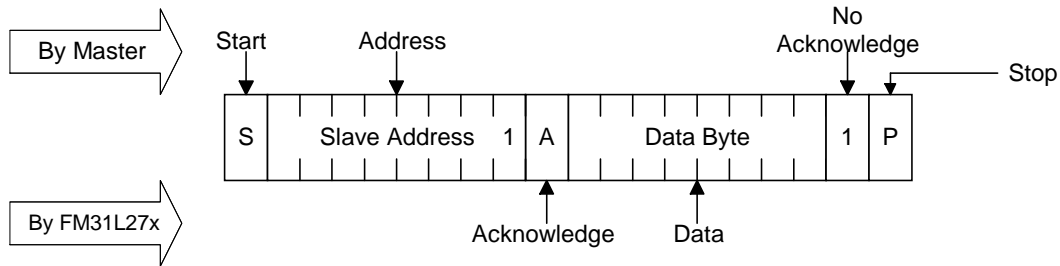 By Master
Start
Address
No
Acknowledge
Stop
S
Slave Address
1
A
Data Byte
1
P
By FM31L27x
Acknowledge
Data